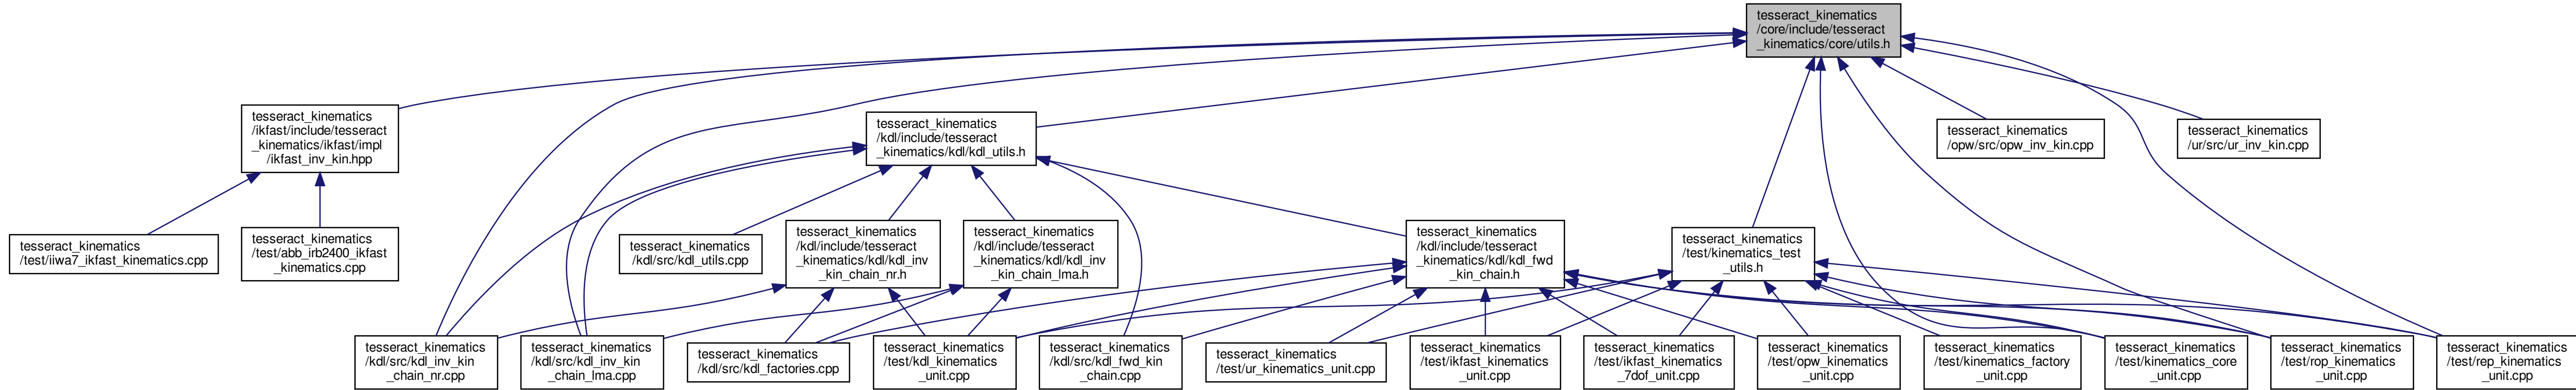 tesseract_kinematics
/core/include/tesseract
_kinematics/core/utils.h
tesseract_kinematics
/ikfast/include/tesseract
_kinematics/ikfast/impl
/ikfast_inv_kin.hpp
tesseract_kinematics
/kdl/include/tesseract
_kinematics/kdl/kdl_utils.h
tesseract_kinematics
/opw/src/opw_inv_kin.cpp
tesseract_kinematics
/ur/src/ur_inv_kin.cpp
tesseract_kinematics
/test/iiwa7_ikfast_kinematics.cpp
tesseract_kinematics
/test/abb_irb2400_ikfast
_kinematics.cpp
tesseract_kinematics
/kdl/src/kdl_utils.cpp
tesseract_kinematics
/kdl/include/tesseract
_kinematics/kdl/kdl_inv
_kin_chain_nr.h
tesseract_kinematics
/kdl/include/tesseract
_kinematics/kdl/kdl_inv
_kin_chain_lma.h
tesseract_kinematics
/kdl/include/tesseract
_kinematics/kdl/kdl_fwd
_kin_chain.h
tesseract_kinematics
/test/kinematics_test
_utils.h
tesseract_kinematics
/kdl/src/kdl_inv_kin
_chain_nr.cpp
tesseract_kinematics
/kdl/src/kdl_inv_kin
_chain_lma.cpp
tesseract_kinematics
/kdl/src/kdl_factories.cpp
tesseract_kinematics
/test/kdl_kinematics
_unit.cpp
tesseract_kinematics
/kdl/src/kdl_fwd_kin
_chain.cpp
tesseract_kinematics
/test/ur_kinematics_unit.cpp
tesseract_kinematics
/test/ikfast_kinematics
_unit.cpp
tesseract_kinematics
/test/ikfast_kinematics
_7dof_unit.cpp
tesseract_kinematics
/test/opw_kinematics
_unit.cpp
tesseract_kinematics
/test/kinematics_factory
_unit.cpp
tesseract_kinematics
/test/kinematics_core
_unit.cpp
tesseract_kinematics
/test/rop_kinematics
_unit.cpp
tesseract_kinematics
/test/rep_kinematics
_unit.cpp